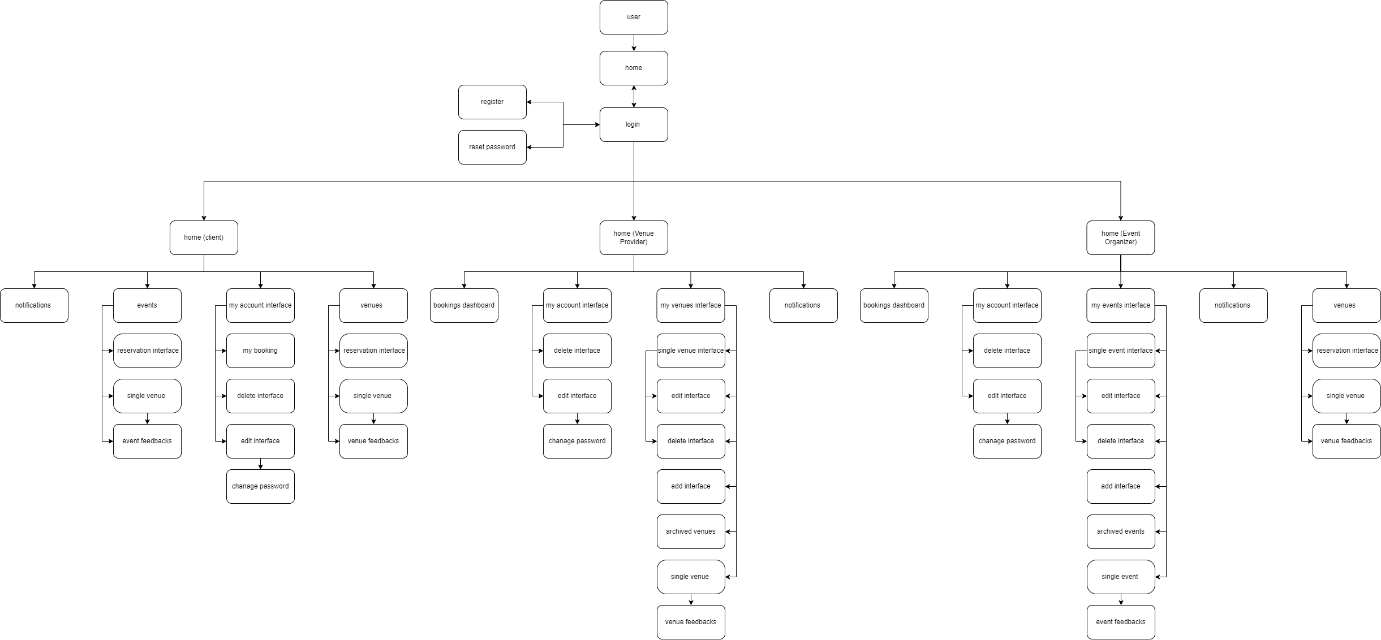 user
home
register
login
reset password
home (client)
home (Venue
Provider)
home (Event
Organizer)
notifications
events
my account interface
venues
bookings dashboard
my account interface
my venues interface
notifications
bookings dashboard
my account interface
my events interface
notifications
venues
reservation interface
my booking
reservation interface
delete interface
single venue interface
delete interface
single event interface
reservation interface
single venue
delete interface
single venue
edit interface
edit interface
edit interface
edit interface
single venue
event feedbacks
edit interface
venue feedbacks
chanage password
delete interface
chanage password
delete interface
venue feedbacks
chanage password
add interface
add interface
archived venues
archived events
single venue
single event
venue feedbacks
event feedbacks